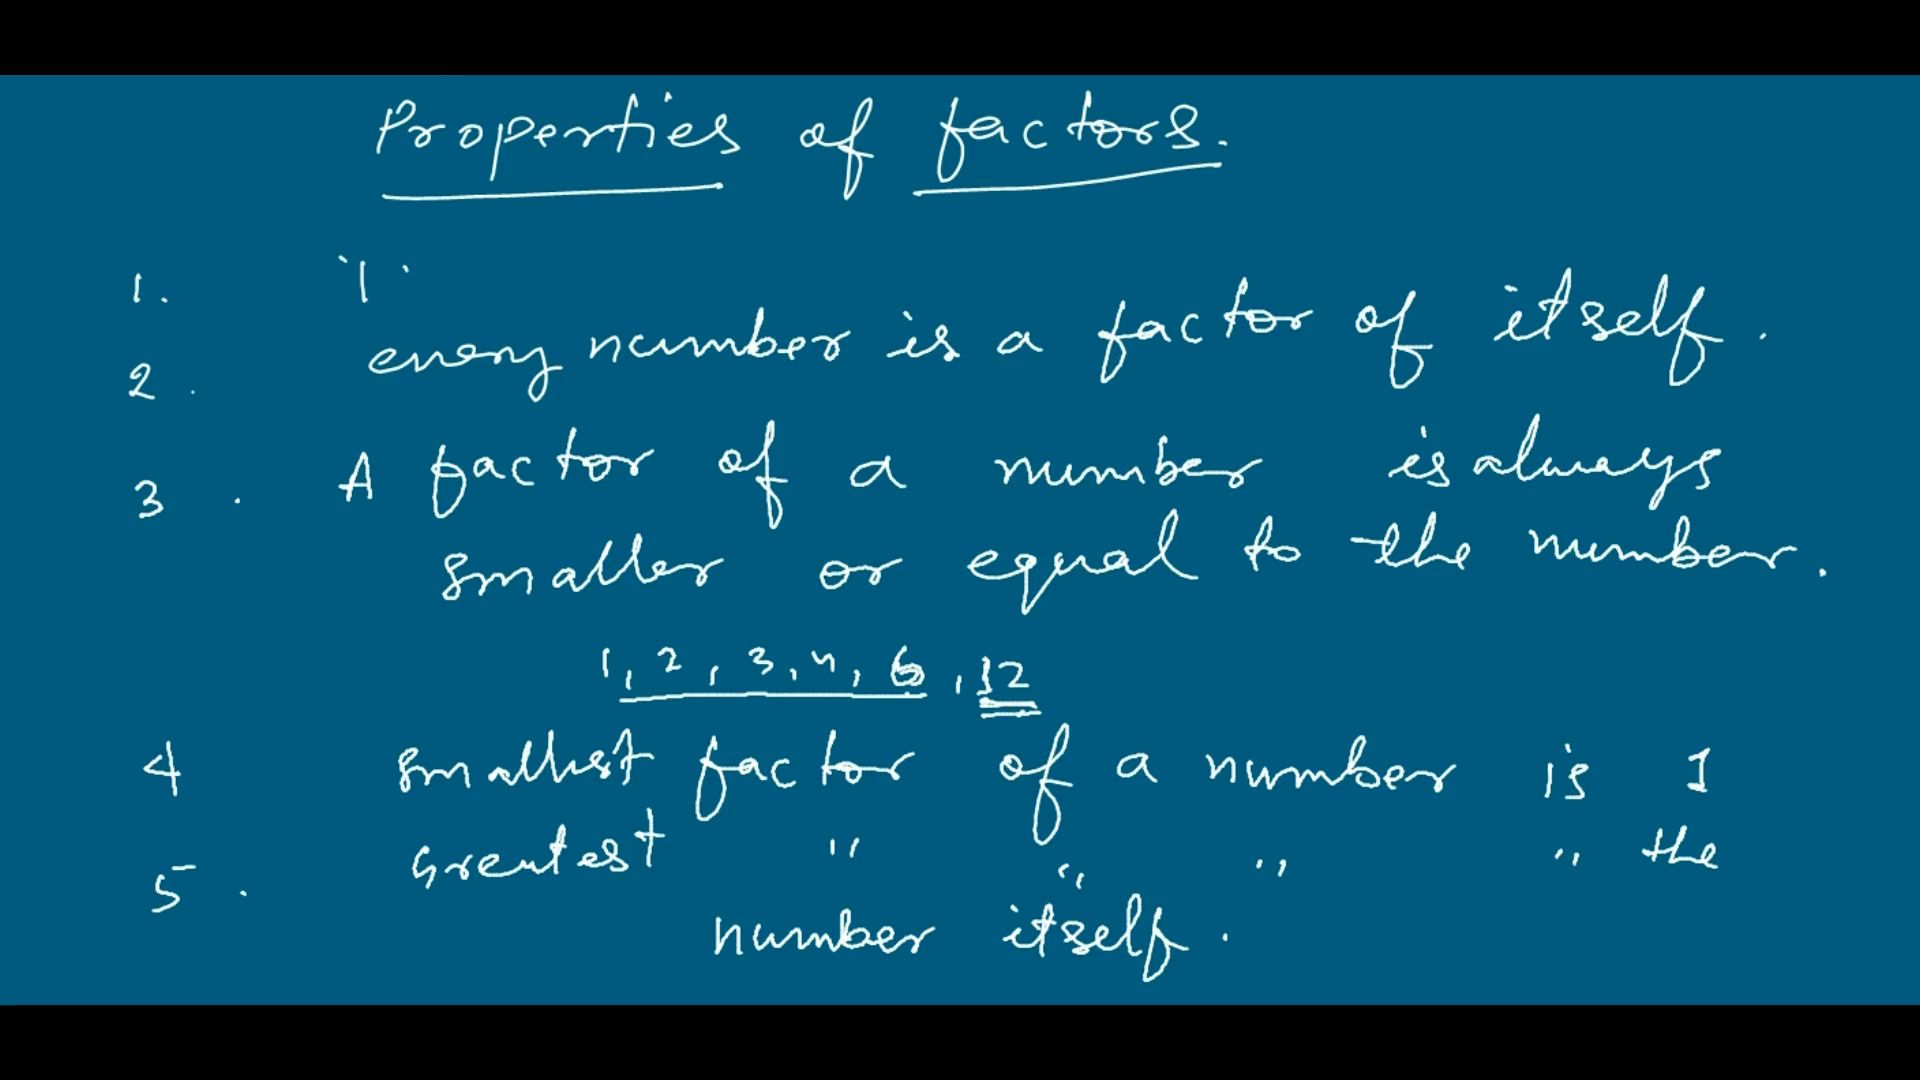 Properties of factors.
1. '1'
2. every number is a factor of itself.
3. A factor of a number is always
smaller or equal to the number.
1, 2, 3, 4, 6, 12
4 smallest factor of a number is 1
5. Greatest " " " " the
number itself.